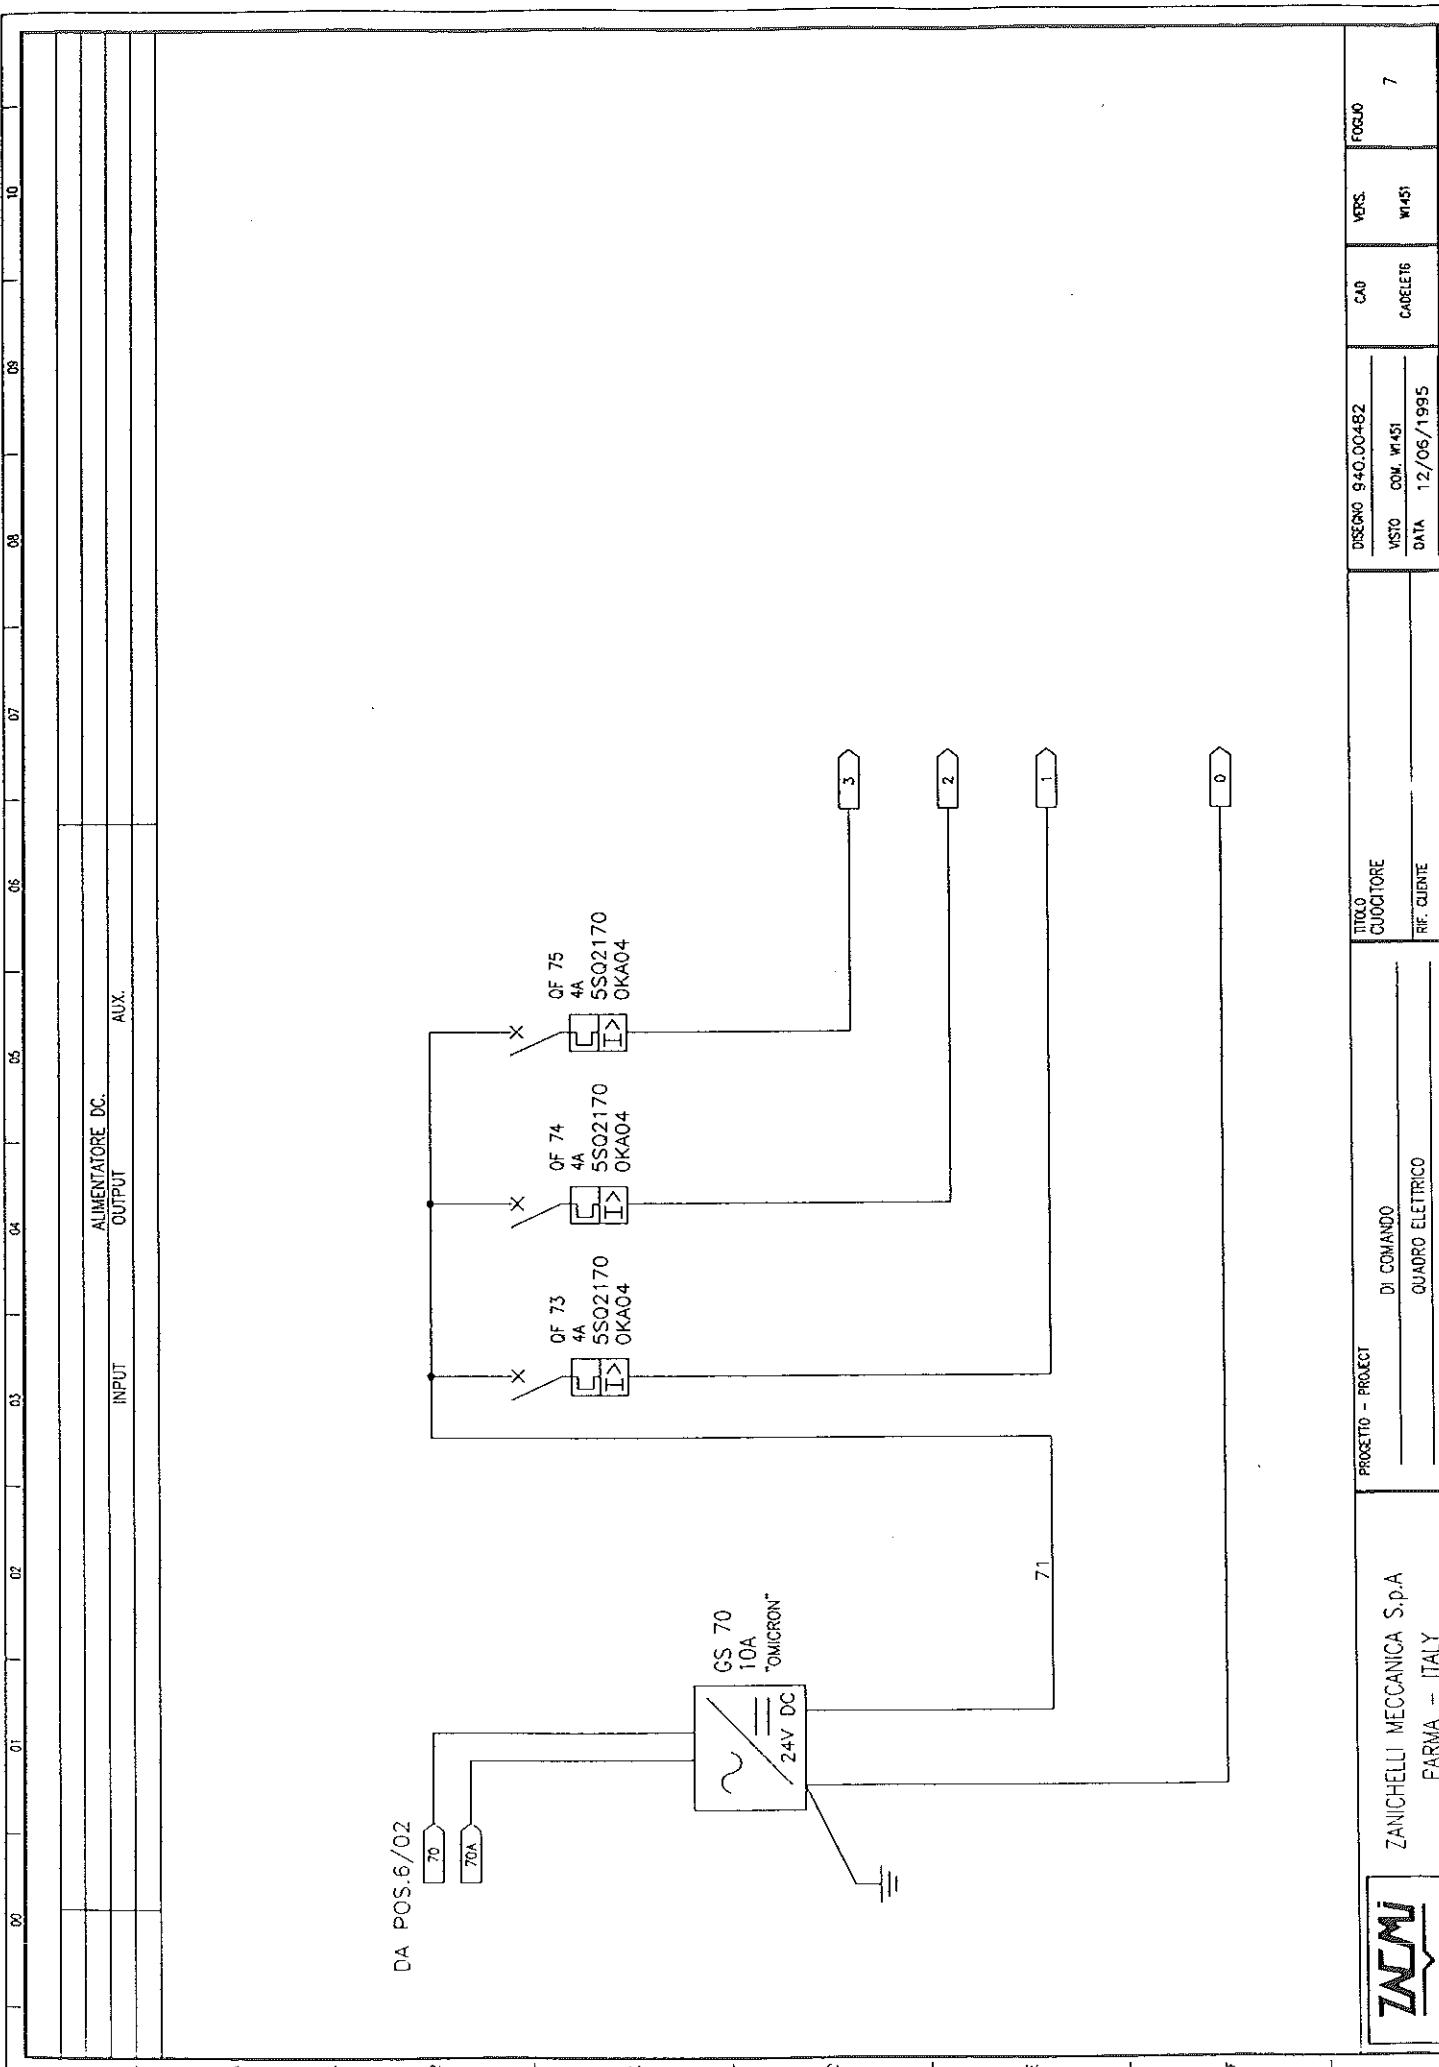 00 01 02 03 04 05 06 07 08 09 10
ALIMENTATORE DC.
INPUT OUTPUT AUX.
DA POS.6/02
70
70A
GS 70
10A
"OMICRON"
24V DC
71
QF 73
4A
5SQ2170
0KA04
QF 74
4A
5SQ2170
0KA04
QF 75
4A
5SQ2170
0KA04
3
2
1
0
ZACMI
ZANICHELLI MECCANICA S.p.A
PARMA - ITALY
PROGETTO - PROJECT
DI COMANDO
QUADRO ELETTRICO
TITOLO
CUOCITORE
RIF. CLIENTE
DISEGNO 940.00482
VISTO COM. W1451
DATA 12/06/1995
CAD
CADELET6
VERS.
W1451
FOGLIO
7